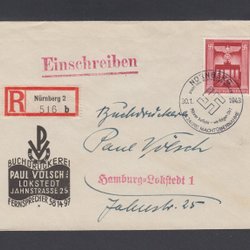 Einschreiben
R
Nürnberg 2
516 b
Buchdruckerei
Paul Völsch
Hamburg-Lokstedt 1
Jahnstr. 25
BUCHDRUCKEREI
PAUL VÖLSCH
LOKSTEDT
JAHNSTRASSE 25
FERNSPRECHER 58 14 97
30.1.
1943